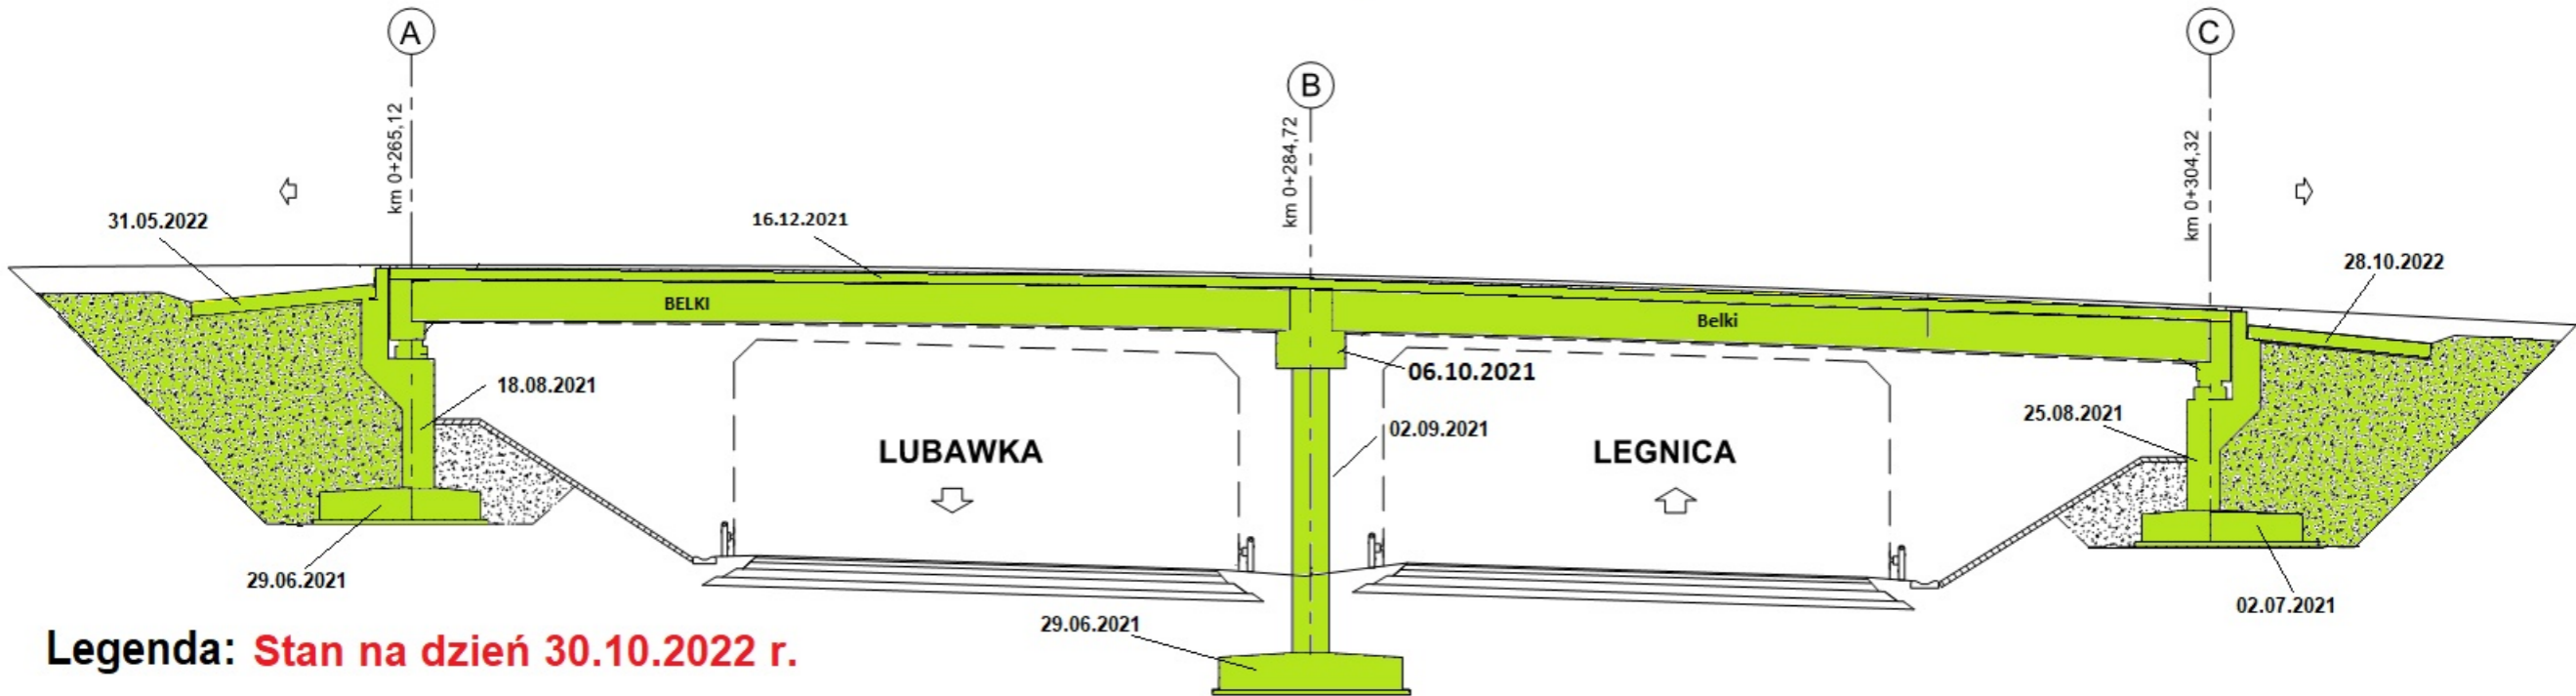 A
B
C
km 0+265,12
km 0+284,72
km 0+304,32
31.05.2022
16.12.2021
28.10.2022
BELKI
Belki
18.08.2021
06.10.2021
25.08.2021
02.09.2021
LUBAWKA
LEGNICA
29.06.2021
02.07.2021
29.06.2021
Legenda: Stan na dzień 30.10.2022 r.